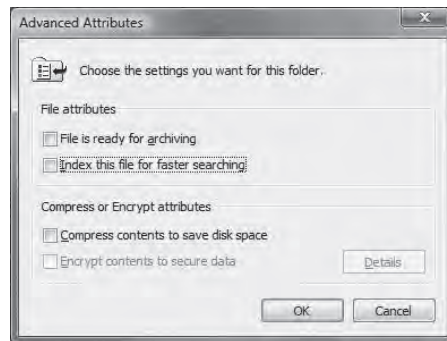 Advanced Attributes
Choose the settings you want for this folder.
File attributes
File is ready for archiving
Index this file for faster searching
Compress or Encrypt attributes
Compress contents to save disk space
Encrypt contents to secure data
Details
OK
Cancel